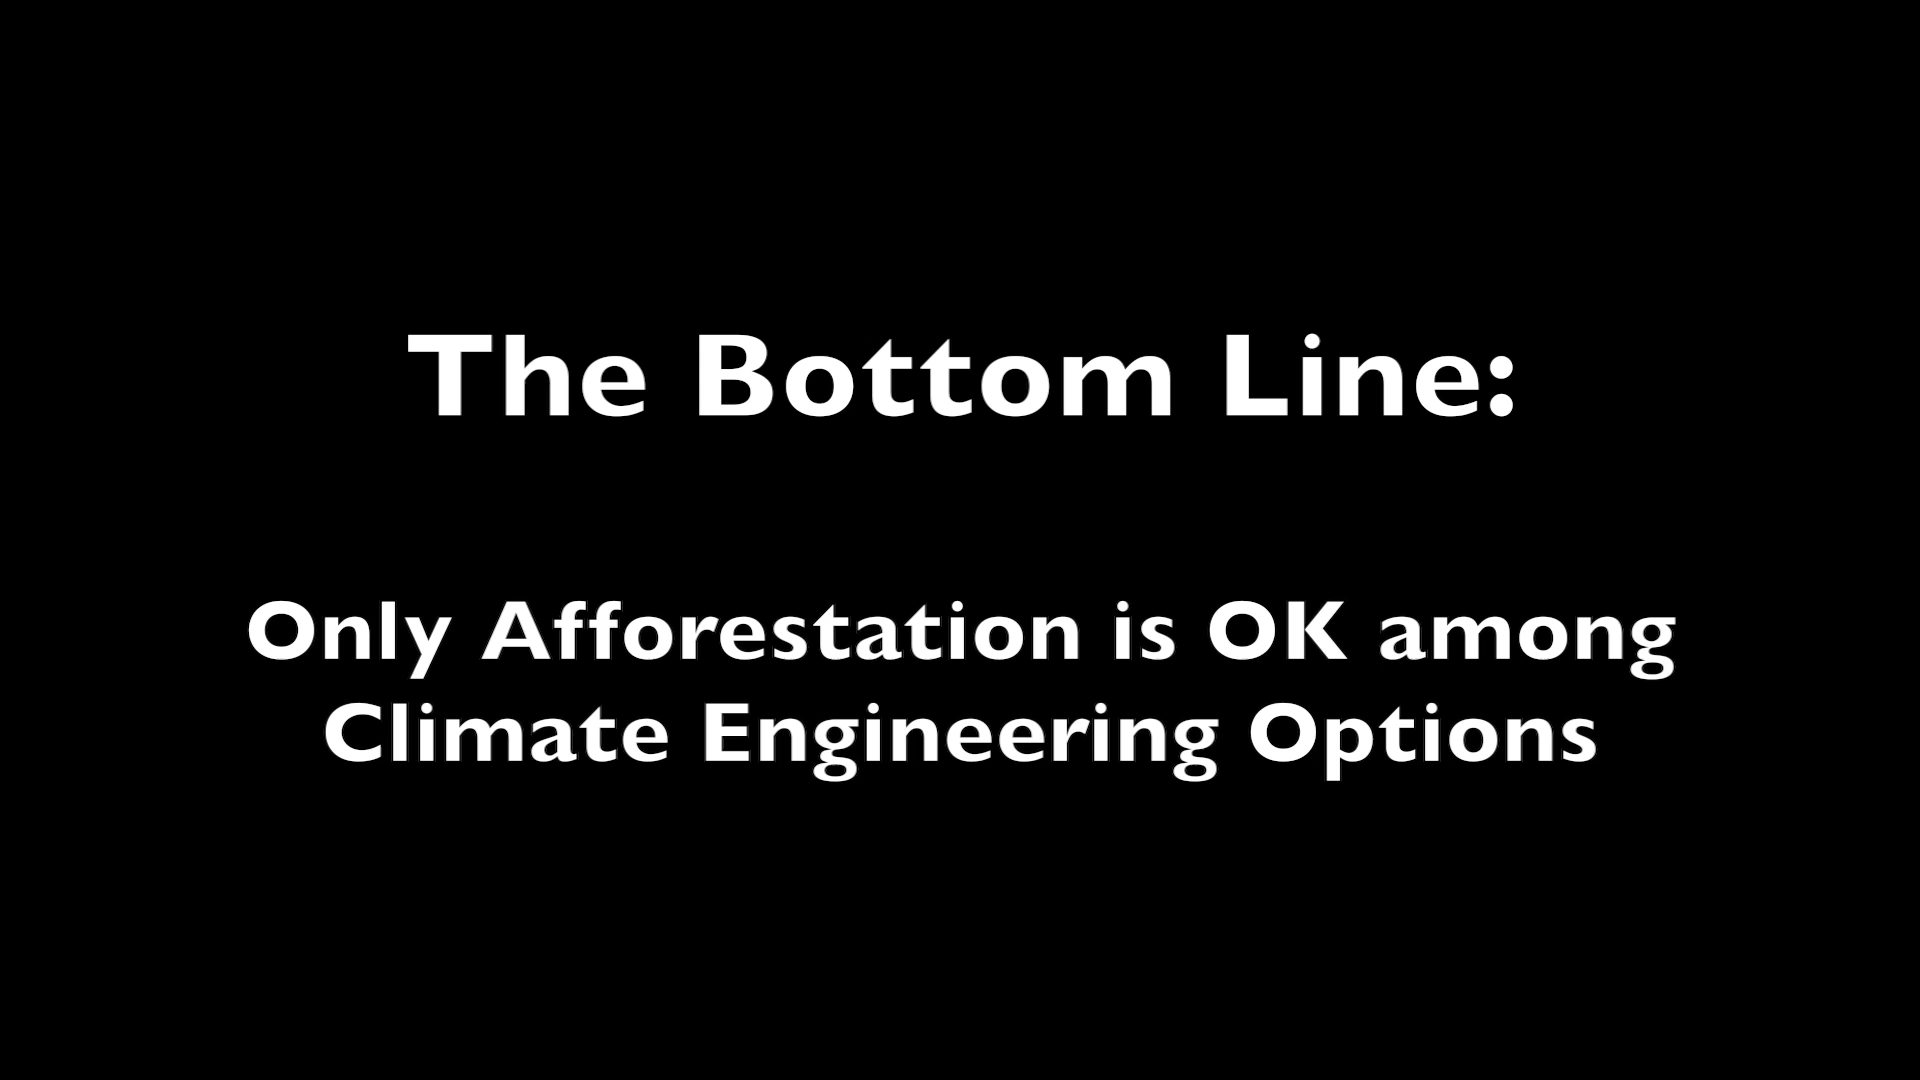 The Bottom Line:
Only Afforestation is OK among
Climate Engineering Options